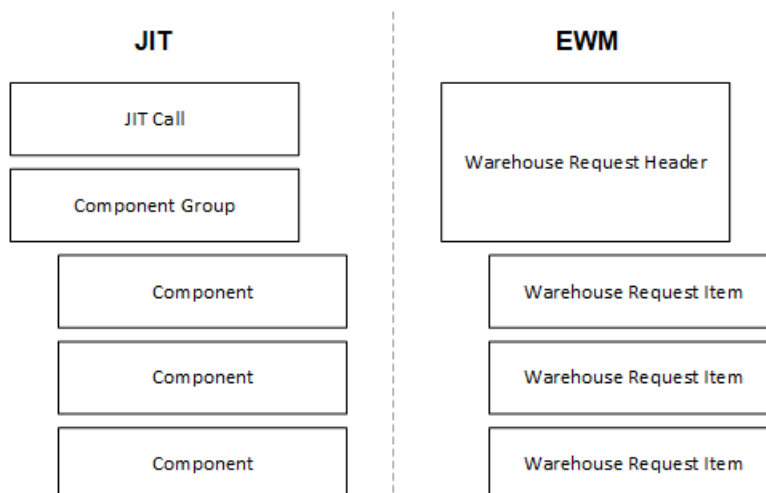 JIT
EWM
JIT Call
Component Group
Warehouse Request Header
Component
Warehouse Request Item
Component
Warehouse Request Item
Component
Warehouse Request Item